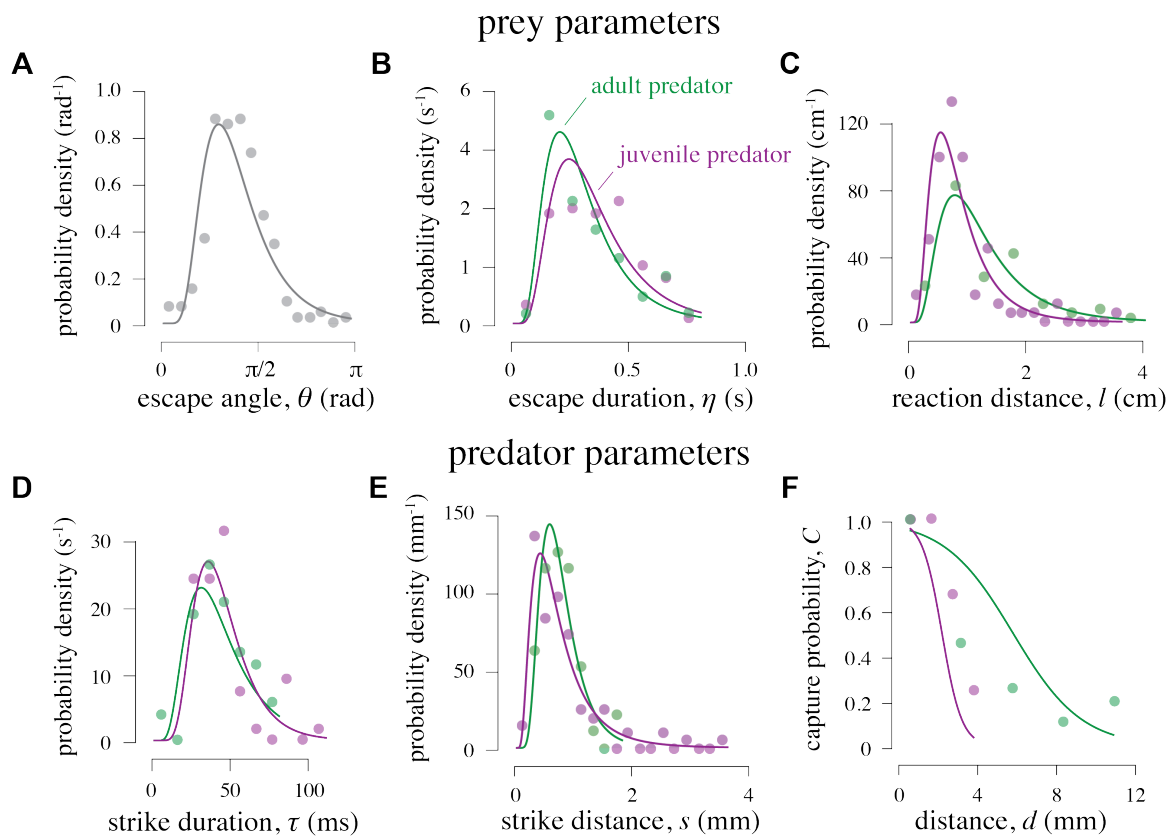 prey parameters
A
B
C
probability density (rad⁻¹)
1.0
0.8
0.6
0.4
0.2
0
0
π/2
π
escape angle, θ (rad)
probability density (s⁻¹)
6
4
2
1
0
adult predator
juvenile predator
0
0.5
1.0
escape duration, η (s)
probability density (cm⁻¹)
120
80
40
0
0
2
4
reaction distance, l (cm)
predator parameters
D
E
F
probability density (s⁻¹)
30
20
10
0
0
50
100
strike duration, τ (ms)
probability density (mm⁻¹)
150
100
50
0
0
2
4
strike distance, s (mm)
capture probability, C
1.0
0.8
0.6
0.4
0.2
0
0
4
8
12
distance, d (mm)